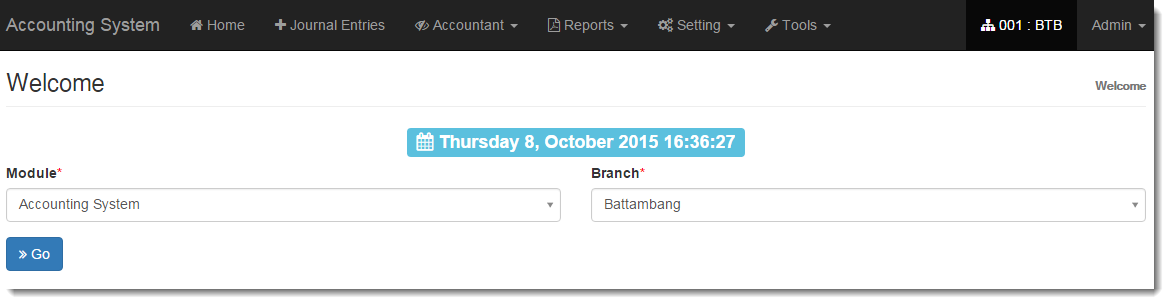 Accounting System Home Journal Entries Accountant Reports Setting Tools 001 : BTB Admin
Welcome Welcome
Thursday 8, October 2015 16:36:27
Module* Branch*
Accounting System Battambang
Go